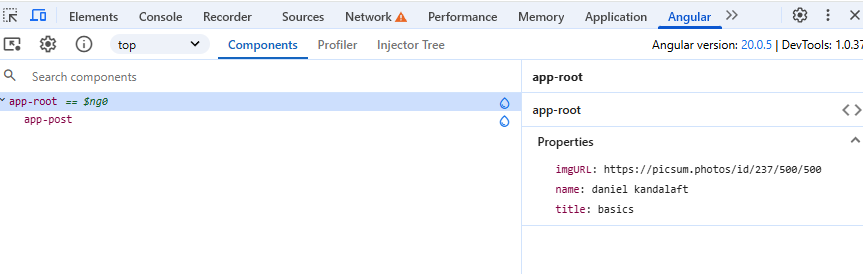 Elements Console Recorder Sources Network Performance Memory Application Angular
top Components Profiler Injector Tree Angular version: 20.0.5 | DevTools: 1.0.37
Search components
app-root
app-root == $ng0
app-root
app-post
Properties
imgURL: https://picsum.photos/id/237/500/500
name: daniel kandalaft
title: basics